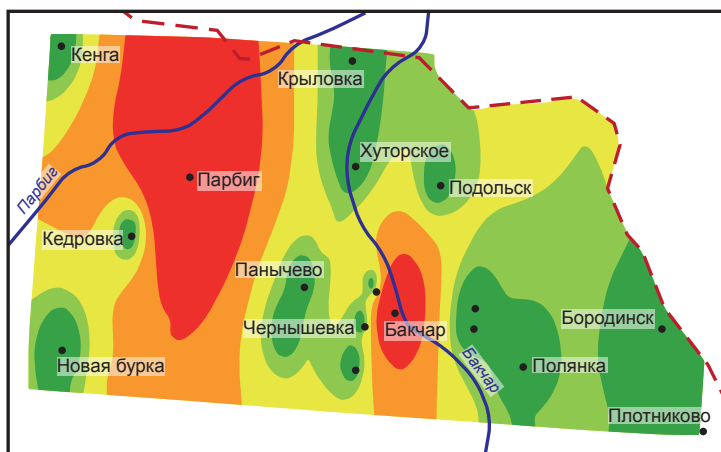 Кенга
Крыловка
Хуторское
Парбиг
Подольск
Парбиг
Кедровка
Панычево
Чернышевка
Бакчар
Бородинск
Новая бурка
Бакчар
Полянка
Плотниково